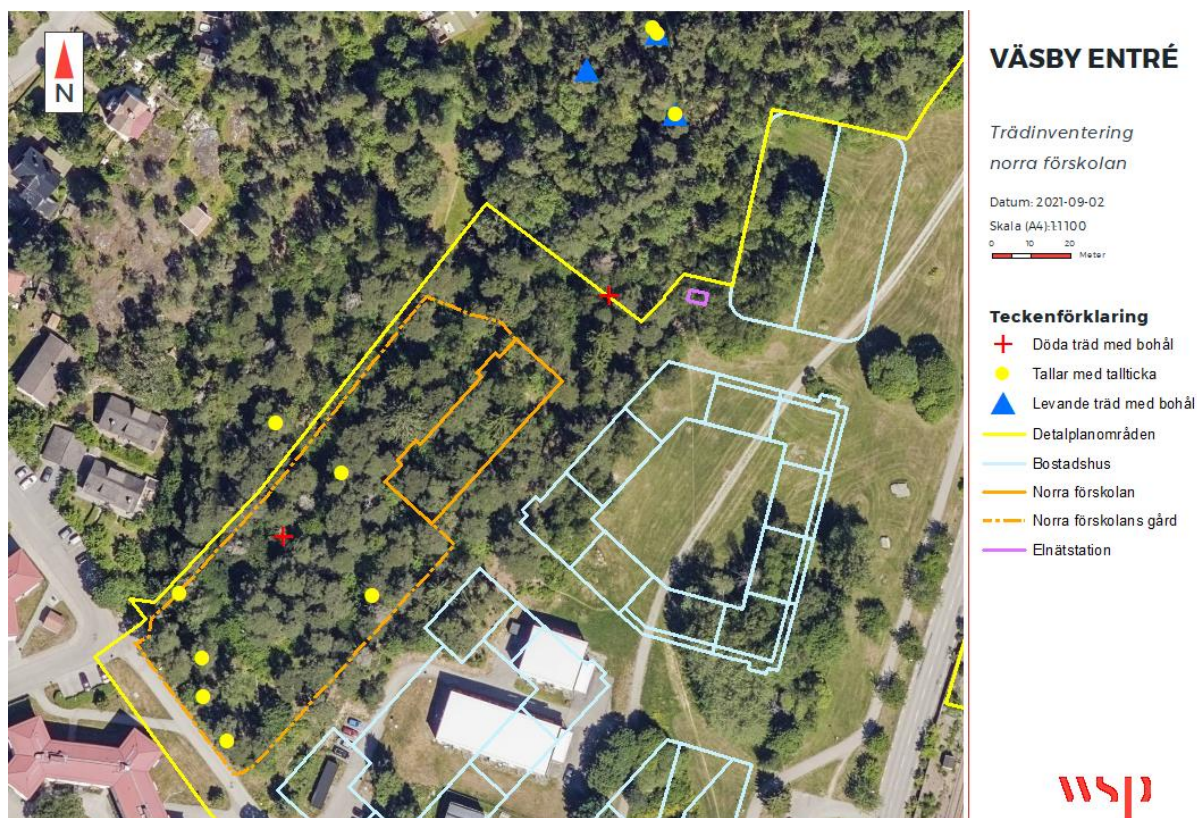 N
VÄSBY ENTRÉ
Trädinventering
norra förskolan
Datum: 2021-09-02
Skala (A4):1:1100
0 10 20
Meter
Teckenförklaring
Döda träd med bohål
Tallar med tallticka
Levande träd med bohål
Detalplanområden
Bostadshus
Norra förskolan
Norra förskolans gård
Elnätstation
wsp